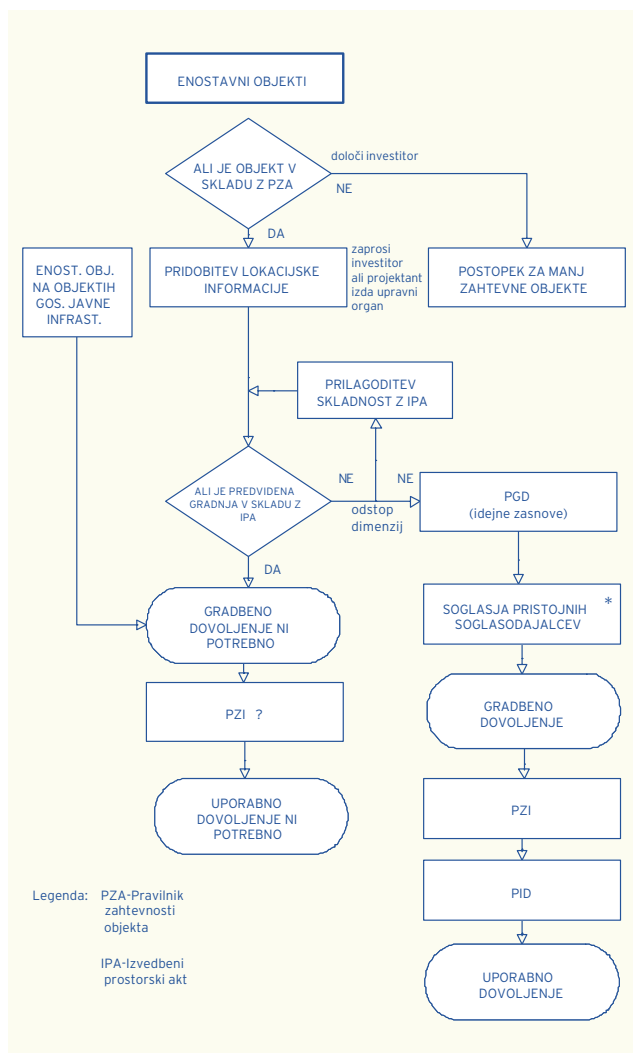 ENOSTAVNI OBJEKTI
ALI JE OBJEKT V
SKLADU Z PZA
določi investitor
NE
DA
ENOST. OBJ.
NA OBJEKTIH
GOS. JAVNE
INFRAST.
PRIDOBITEV LOKACIJSKE
INFORMACIJE
zaprosi
investitor
ali projektant
izda upravni
organ
POSTOPEK ZA MANJ
ZAHTEVNE OBJEKTE
PRILAGODITEV
SKLADNOST Z IPA
ALI JE PREDVIDENA
GRADNJA V SKLADU Z
IPA
NE
NE
odstop
dimenzij
PGD
(idejne zasnove)
DA
GRADBENO
DOVOLJENJE NI
POTREBNO
SOGLASJA PRISTOJNIH *
SOGLASODAJALCEV
PZI ?
GRADBENO
DOVOLJENJE
UPORABNO
DOVOLJENJE NI
POTREBNO
PZI
PID
UPORABNO
DOVOLJENJE
Legenda: PZA-Pravilnik
zahtevnosti
objekta
IPA-Izvedbeni
prostorski akt